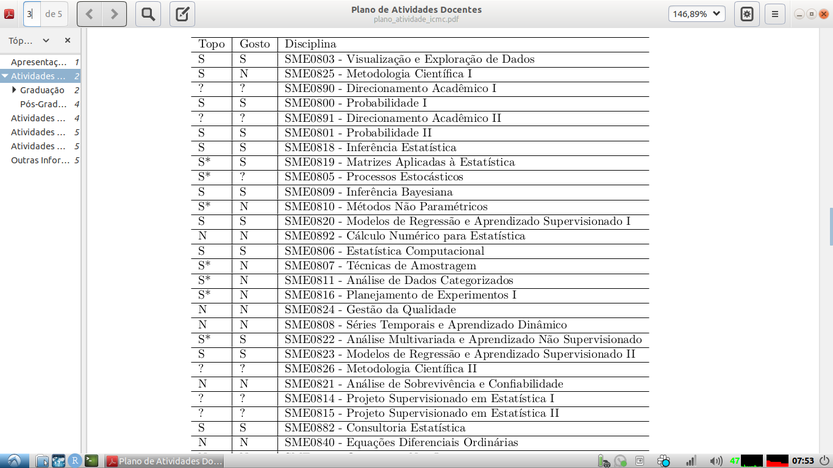 3 de 5
Plano de Atividades Docentes
plano_atividade_icmc.pdf
146,89%
Tóp...
Apresentaç... 1
Atividades ... 2
Graduação 2
Pós-Grad... 4
Atividades ... 4
Atividades ... 5
Atividades ... 5
Outras Infor... 5
Topo Gosto Disciplina
S S SME0803 - Visualização e Exploração de Dados
S N SME0825 - Metodologia Científica I
? ? SME0890 - Direcionamento Acadêmico I
S S SME0800 - Probabilidade I
? ? SME0891 - Direcionamento Acadêmico II
S S SME0801 - Probabilidade II
S S SME0818 - Inferência Estatística
S* S SME0819 - Matrizes Aplicadas à Estatística
S* ? SME0805 - Processos Estocásticos
S S SME0809 - Inferência Bayesiana
S* N SME0810 - Métodos Não Paramétricos
S S SME0820 - Modelos de Regressão e Aprendizado Supervisionado I
N N SME0892 - Cálculo Numérico para Estatística
S S SME0806 - Estatística Computacional
S* N SME0807 - Técnicas de Amostragem
S* N SME0811 - Análise de Dados Categorizados
S* N SME0816 - Planejamento de Experimentos I
N N SME0824 - Gestão da Qualidade
N N SME0808 - Séries Temporais e Aprendizado Dinâmico
S* S SME0822 - Análise Multivariada e Aprendizado Não Supervisionado
S S SME0823 - Modelos de Regressão e Aprendizado Supervisionado II
? ? SME0826 - Metodologia Científica II
N N SME0821 - Análise de Sobrevivência e Confiabilidade
? ? SME0814 - Projeto Supervisionado em Estatística I
? ? SME0815 - Projeto Supervisionado em Estatística II
S S SME0882 - Consultoria Estatística
N N SME0840 - Equações Diferenciais Ordinárias
R Plano de Atividades Do... 47 07:53